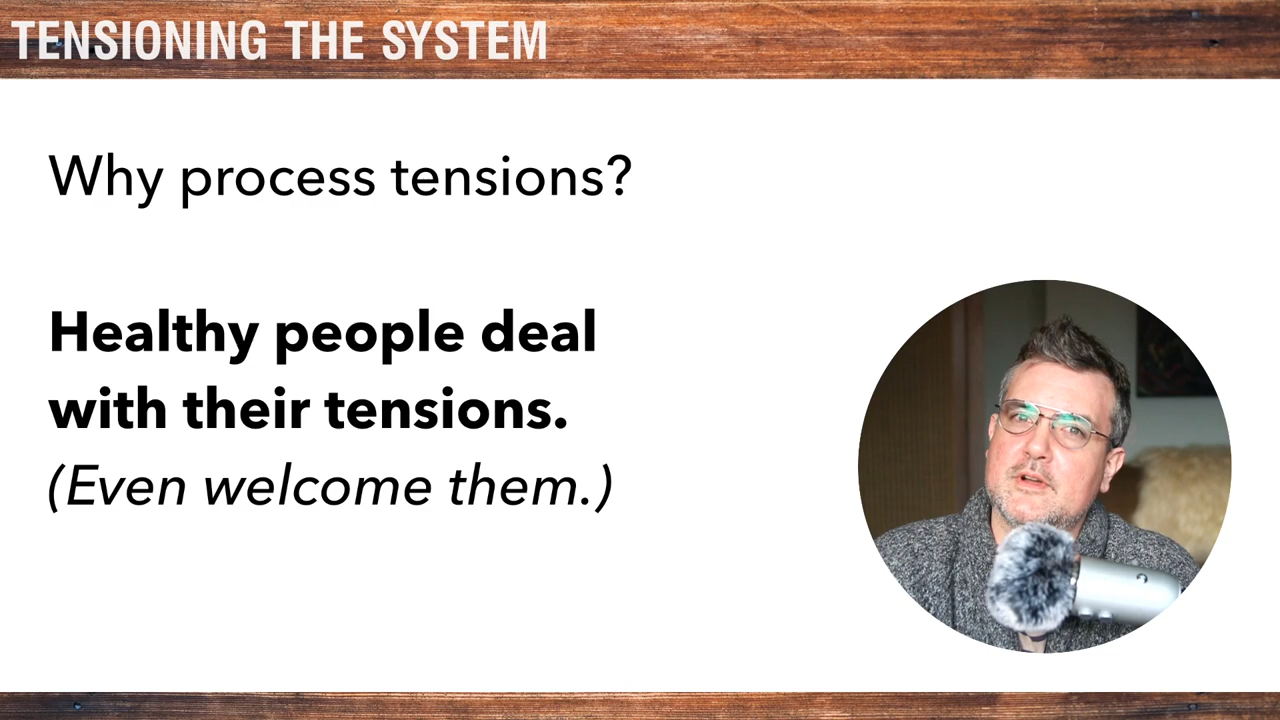 TENSIONING THE SYSTEM
Why process tensions?
Healthy people deal
with their tensions.
(Even welcome them.)